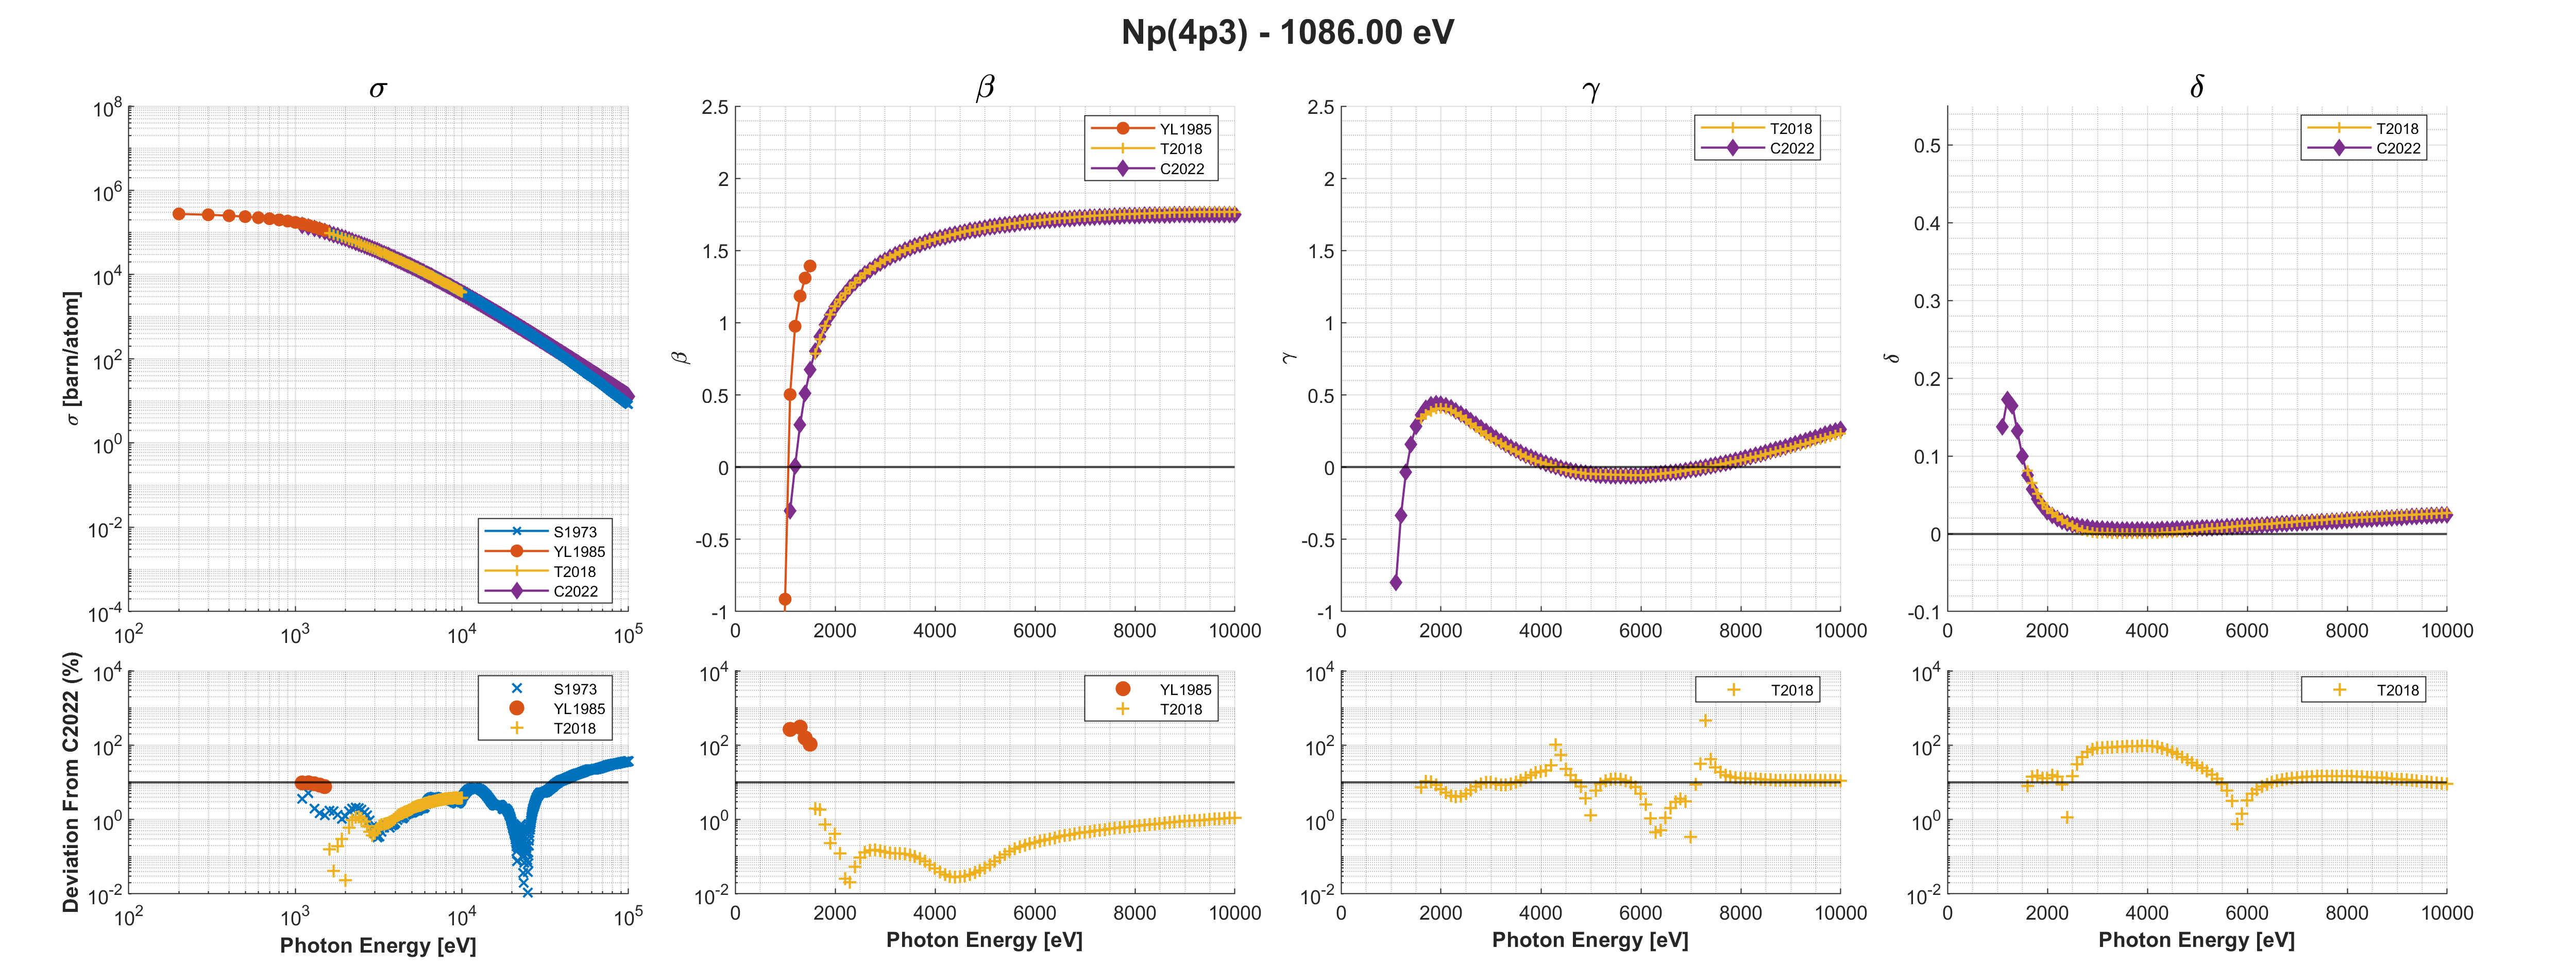 Np(4p3) - 1086.00 eV
σ
10^8
10^6
10^4
10^2
10^0
10^-2
10^-4
10^2
10^3
10^4
10^5
σ [barn/atom]
S1973
YL1985
T2018
C2022
β
2.5
2
1.5
1
0.5
0
-0.5
-1
0
2000
4000
6000
8000
10000
β
YL1985
T2018
C2022
γ
2.5
2
1.5
1
0.5
0
-0.5
-1
0
2000
4000
6000
8000
10000
γ
T2018
C2022
δ
0.5
0.4
0.3
0.2
0.1
0
-0.1
0
2000
4000
6000
8000
10000
δ
T2018
C2022
Deviation From C2022 (%)
10^4
10^2
10^0
10^-2
10^2
10^3
10^4
10^5
Photon Energy [eV]
S1973
YL1985
T2018
10^4
10^2
10^0
10^-2
0
2000
4000
6000
8000
10000
Photon Energy [eV]
YL1985
T2018
10^4
10^2
10^0
10^-2
0
2000
4000
6000
8000
10000
Photon Energy [eV]
T2018
10^4
10^2
10^0
10^-2
0
2000
4000
6000
8000
10000
Photon Energy [eV]
T2018